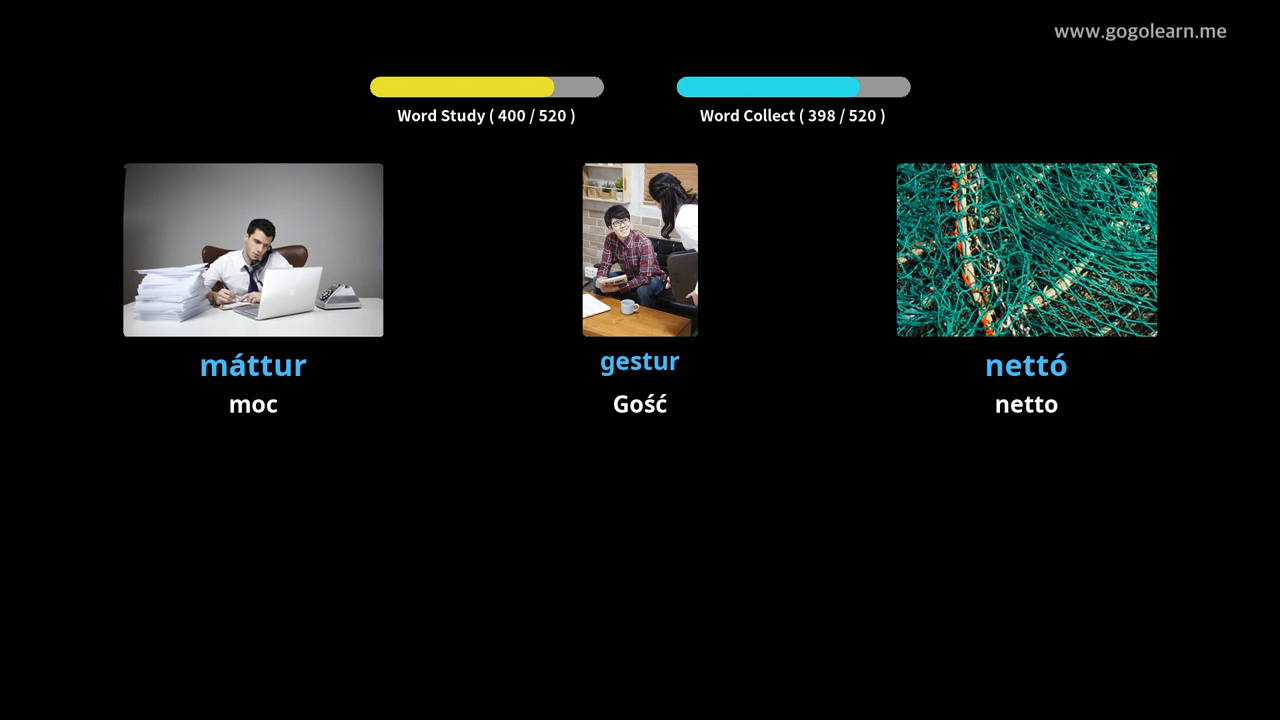 www.gogolearn.me
Word Study ( 400 / 520 )
Word Collect ( 398 / 520 )
máttur
gestur
nettó
moc
Gość
netto